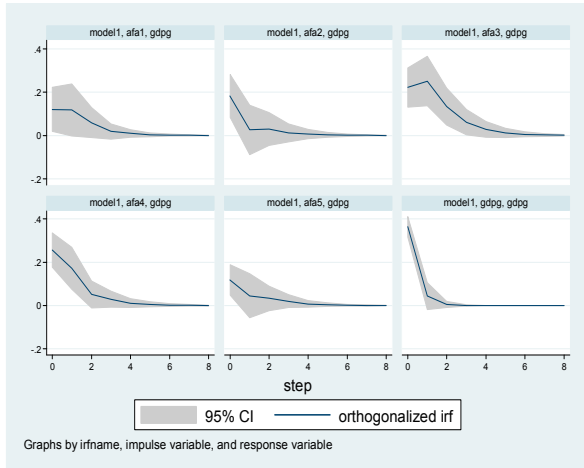 model1, afa1, gdpg
model1, afa2, gdpg
model1, afa3, gdpg
.4
.2
0
-.2
model1, afa4, gdpg
model1, afa5, gdpg
model1, gdpg, gdpg
.4
.2
0
-.2
0 2 4 6 8
0 2 4 6 8
0 2 4 6 8
step
95% CI
orthogonalized irf
Graphs by irfname, impulse variable, and response variable